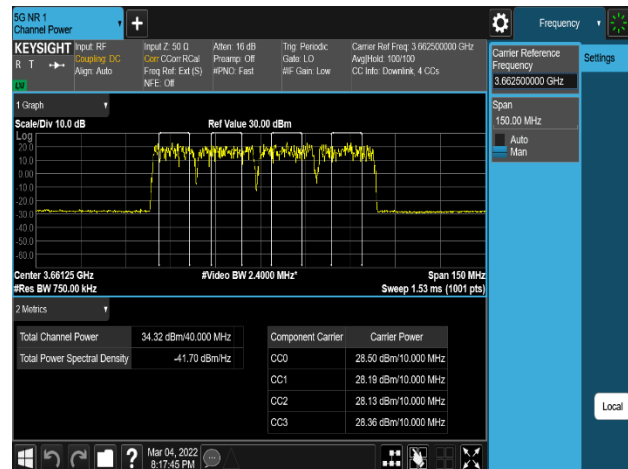 5G NR 1
Channel Power
Frequency
KEYSIGHT
R T
LXI
Input: RF
Coupling: DC
Align: Auto
Input Z: 50 Ω
Corr CCorr RCal
Freq Ref: Ext (S)
NFE: Off
Atten: 16 dB
Preamp: Off
#PNO: Fast
Trig: Periodic
Gate: LO
#IF Gain: Low
Carrier Ref Freq: 3.662500000 GHz
Avg|Hold: 100/100
CC Info: Downlink, 4 CCs
Carrier Reference
Frequency
3.662500000 GHz
Settings
Span
150.00 MHz
Auto
Man
1 Graph
Scale/Div 10.0 dB
Ref Value 30.00 dBm
Log
20.0
10.0
0.00
-10.0
-20.0
-30.0
-40.0
-50.0
-60.0
Center 3.66125 GHz
#Video BW 2.4000 MHz*
Span 150 MHz
#Res BW 750.00 kHz
Sweep 1.53 ms (1001 pts)
2 Metrics
Total Channel Power 34.32 dBm/40.000 MHz
Total Power Spectral Density -41.70 dBm/Hz
Component Carrier Carrier Power
CC0 28.50 dBm/10.000 MHz
CC1 28.19 dBm/10.000 MHz
CC2 28.13 dBm/10.000 MHz
CC3 28.36 dBm/10.000 MHz
Local
Mar 04, 2022
8:17:45 PM